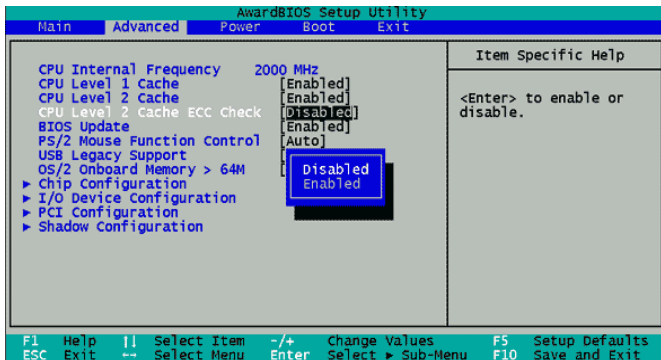 AwardBIOS Setup Utility
Main Advanced Power Boot Exit
Item Specific Help
CPU Internal Frequency 2000 MHz
CPU Level 1 Cache [Enabled]
CPU Level 2 Cache [Enabled]
CPU Level 2 Cache ECC Check [Disabled]
BIOS Update [Enabled]
PS/2 Mouse Function Control [Auto]
USB Legacy Support [
OS/2 Onboard Memory > 64M [
▶ Chip Configuration
▶ I/O Device Configuration
▶ PCI Configuration
▶ Shadow Configuration
Disabled
Enabled
<Enter> to enable or
disable.
F1 Help ↑↓ Select Item -/+ Change Values F5 Setup Defaults
ESC Exit ←→ Select Menu Enter Select ▶ Sub-Menu F10 Save and Exit